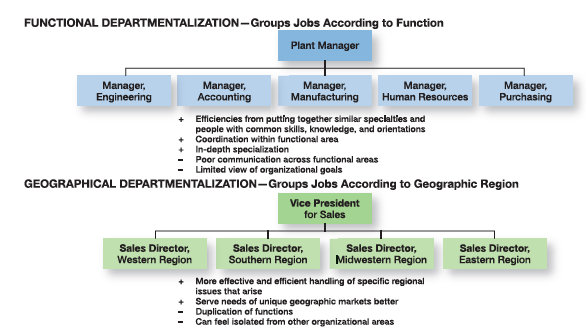 FUNCTIONAL DEPARTMENTALIZATION—Groups Jobs According to Function
Plant Manager
Manager,
Engineering
Manager,
Accounting
Manager,
Manufacturing
Manager,
Human Resources
Manager,
Purchasing
+ Efficiencies from putting together similar specialties and
people with common skills, knowledge, and orientations
+ Coordination within functional area
+ In-depth specialization
– Poor communication across functional areas
– Limited view of organizational goals
GEOGRAPHICAL DEPARTMENTALIZATION—Groups Jobs According to Geographic Region
Vice President
for Sales
Sales Director,
Western Region
Sales Director,
Southern Region
Sales Director,
Midwestern Region
Sales Director,
Eastern Region
+ More effective and efficient handling of specific regional
issues that arise
+ Serve needs of unique geographic markets better
– Duplication of functions
– Can feel isolated from other organizational areas